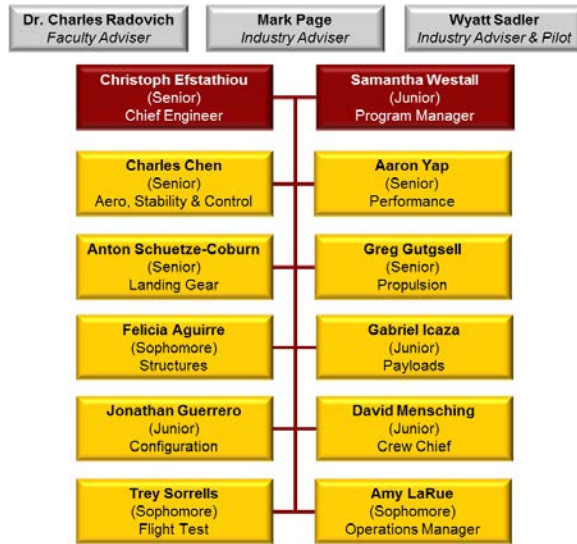 Dr. Charles Radovich
Faculty Adviser
Mark Page
Industry Adviser
Wyatt Sadler
Industry Adviser & Pilot
Christoph Efstathiou
(Senior)
Chief Engineer
Samantha Westall
(Junior)
Program Manager
Charles Chen
(Senior)
Aero, Stability & Control
Aaron Yap
(Senior)
Performance
Anton Schuetze-Coburn
(Senior)
Landing Gear
Greg Gutgsell
(Senior)
Propulsion
Felicia Aguirre
(Sophomore)
Structures
Gabriel Icaza
(Junior)
Payloads
Jonathan Guerrero
(Junior)
Configuration
David Mensching
(Junior)
Crew Chief
Trey Sorrells
(Sophomore)
Flight Test
Amy LaRue
(Sophomore)
Operations Manager